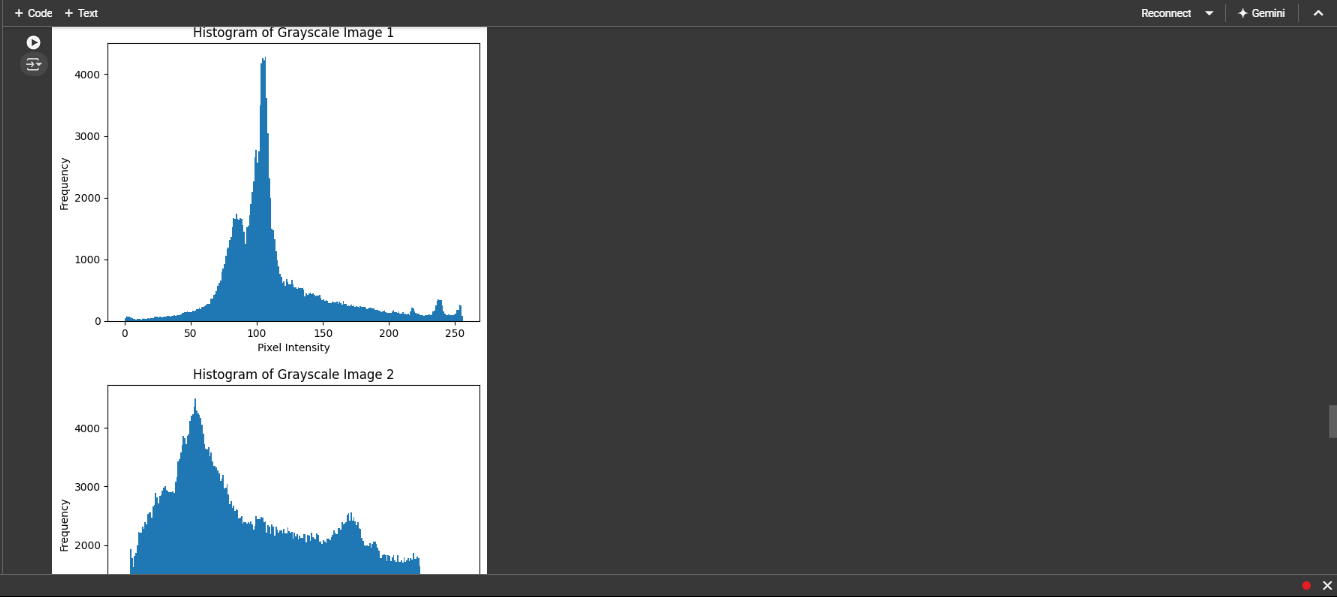 + Code + Text
Reconnect Gemini
Histogram of Grayscale Image 1
4000
3000
2000
1000
0
Frequency
0 50 100 150 200 250
Pixel Intensity
Histogram of Grayscale Image 2
4000
3000
2000
Frequency